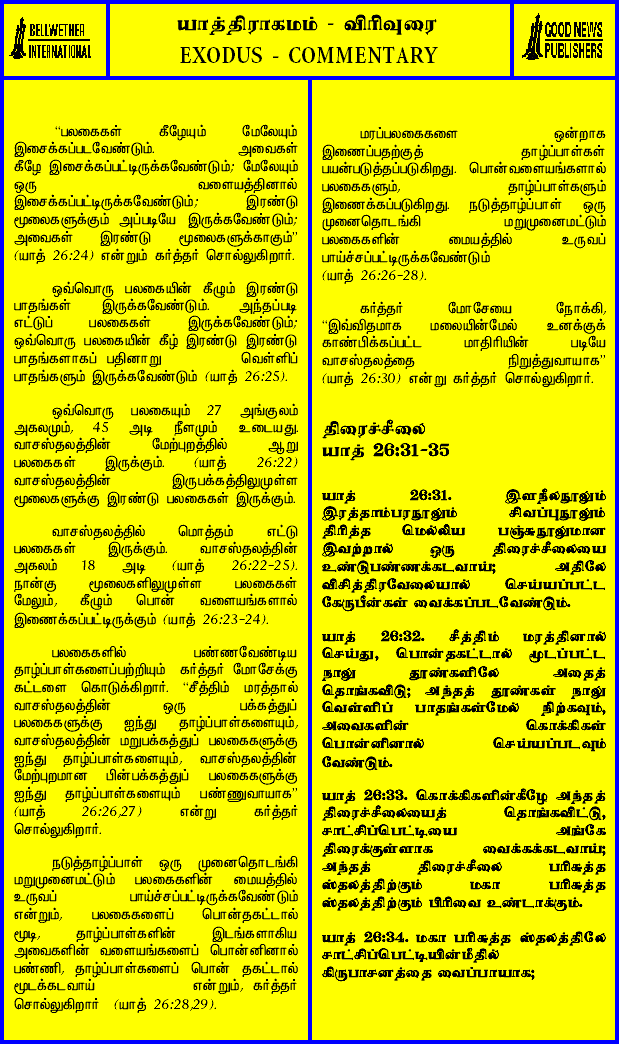 BELLWETHER
INTERNATIONAL
யாத்திராகமம் - விரிவுரை
EXODUS - COMMENTARY
GOOD NEWS
PUBLISHERS
“பலகைகள் கீழேயும் மேலேயும்
இசைக்கப்படவேண்டும். அவைகள்
கீழே இசைக்கப்பட்டிருக்கவேண்டும்; மேலேயும்
ஒரு வளையத்தினால்
இசைக்கப்பட்டிருக்கவேண்டும்; இரண்டு
மூலைகளுக்கும் அப்படியே இருக்கவேண்டும்;
அவைகள் இரண்டு மூலைகளுக்காகும்”
(யாத் 26:24) என்றும் கர்த்தர் சொல்லுகிறார்.
ஒவ்வொரு பலகையின் கீழும் இரண்டு
பாதங்கள் இருக்கவேண்டும். அந்தப்படி
எட்டுப் பலகைகள் இருக்கவேண்டும்;
ஒவ்வொரு பலகையின் கீழ் இரண்டு இரண்டு
பாதங்களாகப் பதினாறு வெள்ளிப்
பாதங்களும் இருக்கவேண்டும் (யாத் 26:25).
ஒவ்வொரு பலகையும் 27 அங்குலம்
அகலமும், 45 அடி நீளமும் உடையது.
வாசஸ்தலத்தின் மேற்புறத்தில் ஆறு
பலகைகள் இருக்கும். (யாத் 26:22)
வாசஸ்தலத்தின் இருபக்கத்திலுமுள்ள
மூலைகளுக்கு இரண்டு பலகைகள் இருக்கும்.
வாசஸ்தலத்தில் மொத்தம் எட்டு
பலகைகள் இருக்கும். வாசஸ்தலத்தின்
அகலம் 18 அடி (யாத் 26:22-25).
நான்கு மூலைகளிலுமுள்ள பலகைகள்
மேலும், கீழும் பொன் வளையங்களால்
இணைக்கப்பட்டிருக்கும் (யாத் 26:23-24).
பலகைகளில் பண்ணவேண்டிய
தாழ்ப்பாள்களைப்பற்றியும் கர்த்தர் மோசேக்கு
கட்டளை கொடுக்கிறார். “சீத்திம் மரத்தால்
வாசஸ்தலத்தின் ஒரு பக்கத்துப்
பலகைகளுக்கு ஐந்து தாழ்ப்பாள்களையும்,
வாசஸ்தலத்தின் மறுபக்கத்துப் பலகைகளுக்கு
ஐந்து தாழ்ப்பாள்களையும், வாசஸ்தலத்தின்
மேற்புறமான பின்பக்கத்துப் பலகைகளுக்கு
ஐந்து தாழ்ப்பாள்களையும் பண்ணுவாயாக”
(யாத் 26:26,27) என்று கர்த்தர்
சொல்லுகிறார்.
நடுத்தாழ்ப்பாள் ஒரு முனைதொடங்கி
மறுமுனைமட்டும் பலகைகளின் மையத்தில்
உருவப் பாய்ச்சப்பட்டிருக்கவேண்டும்
என்றும், பலகைகளைப் பொன்தகட்டால்
மூடி, தாழ்ப்பாள்களின் இடங்களாகிய
அவைகளின் வளையங்களைப் பொன்னினால்
பண்ணி, தாழ்ப்பாள்களைப் பொன் தகட்டால்
மூடக்கடவாய் என்றும், கர்த்தர்
சொல்லுகிறார் (யாத் 26:28,29).
மரப்பலகைகளை ஒன்றாக
இணைப்பதற்குத் தாழ்ப்பாள்கள்
பயன்படுத்தப்படுகிறது. பொன்வளையங்களால்
பலகைகளும், தாழ்ப்பாள்களும்
இணைக்கப்படுகிறது. நடுத்தாழ்ப்பாள் ஒரு
முனைதொடங்கி மறுமுனைமட்டும்
பலகைகளின் மையத்தில் உருவப்
பாய்ச்சப்பட்டிருக்கவேண்டும்
(யாத் 26:26-28).
கர்த்தர் மோசேயை நோக்கி,
“இவ்விதமாக மலையின்மேல் உனக்குக்
காண்பிக்கப்பட்ட மாதிரியின் படியே
வாசஸ்தலத்தை நிறுத்துவாயாக”
(யாத் 26:30) என்று கர்த்தர் சொல்லுகிறார்.
திரைச்சீலை
யாத் 26:31-35
யாத் 26:31. இளநீலநூலும்
இரத்தாம்பரநூலும் சிவப்புநூலும்
திரித்த மெல்லிய பஞ்சுநூலுமான
இவற்றால் ஒரு திரைச்சீலையை
உண்டுபண்ணக்கடவாய்; அதிலே
விசித்திரவேலையால் செய்யப்பட்ட
கேருபீன்கள் வைக்கப்படவேண்டும்.
யாத் 26:32. சீத்திம் மரத்தினால்
செய்து, பொன்தகட்டால் மூடப்பட்ட
நாலு தூண்களிலே அதைத்
தொங்கவிடு; அந்தத் தூண்கள் நாலு
வெள்ளிப் பாதங்கள்மேல் நிற்கவும்,
அவைகளின் கொக்கிகள்
பொன்னினால் செய்யப்படவும்
வேண்டும்.
யாத் 26:33. கொக்கிகளின்கீழே அந்தத்
திரைச்சீலையைத் தொங்கவிட்டு,
சாட்சிப்பெட்டியை அங்கே
திரைக்குள்ளாக வைக்கக்கடவாய்;
அந்தத் திரைச்சீலை பரிசுத்த
ஸ்தலத்திற்கும் மகா பரிசுத்த
ஸ்தலத்திற்கும் பிரிவை உண்டாக்கும்.
யாத் 26:34. மகா பரிசுத்த ஸ்தலத்திலே
சாட்சிப்பெட்டியின்மீதில்
கிருபாசனத்தை வைப்பாயாக;